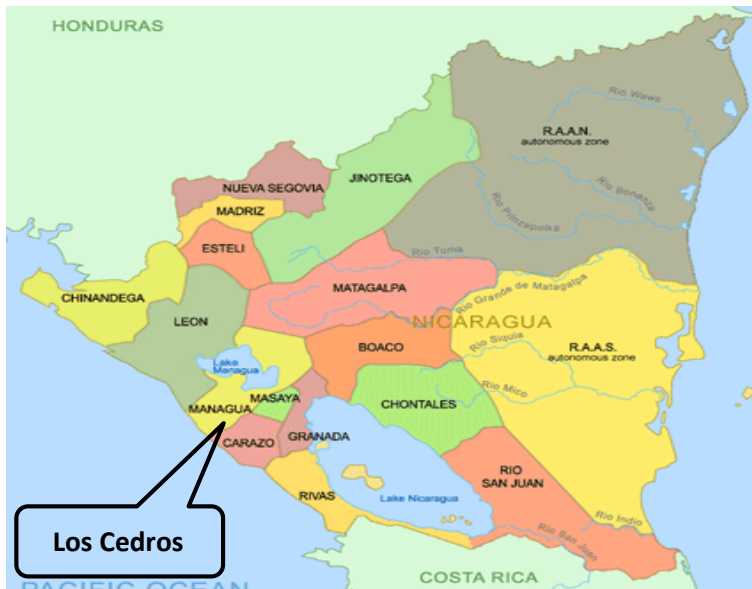 HONDURAS
Rio Waws
R.A.A.N.
autonomous zone
NUEVA SEGOVIA
JINOTEGA
Rio Bonanza
MADRIZ
Rio Prinzapolka
ESTELI
Rio Tuma
MATAGALPA
CHINANDEGA
Rio Grande de Matagalpa
LEON
NICARAGUA
Rio Siquia
R.A.A.S.
autonomous zone
BOACO
Lake
Managua
Rio Mico
MASAYA
CHONTALES
MANAGUA
CARAZO
GRANADA
RIO
SAN JUAN
RIVAS
Lake Nicaragua
Rio Indio
Rio San Juan
Los Cedros
COSTA RICA
PACIFIC OCEAN